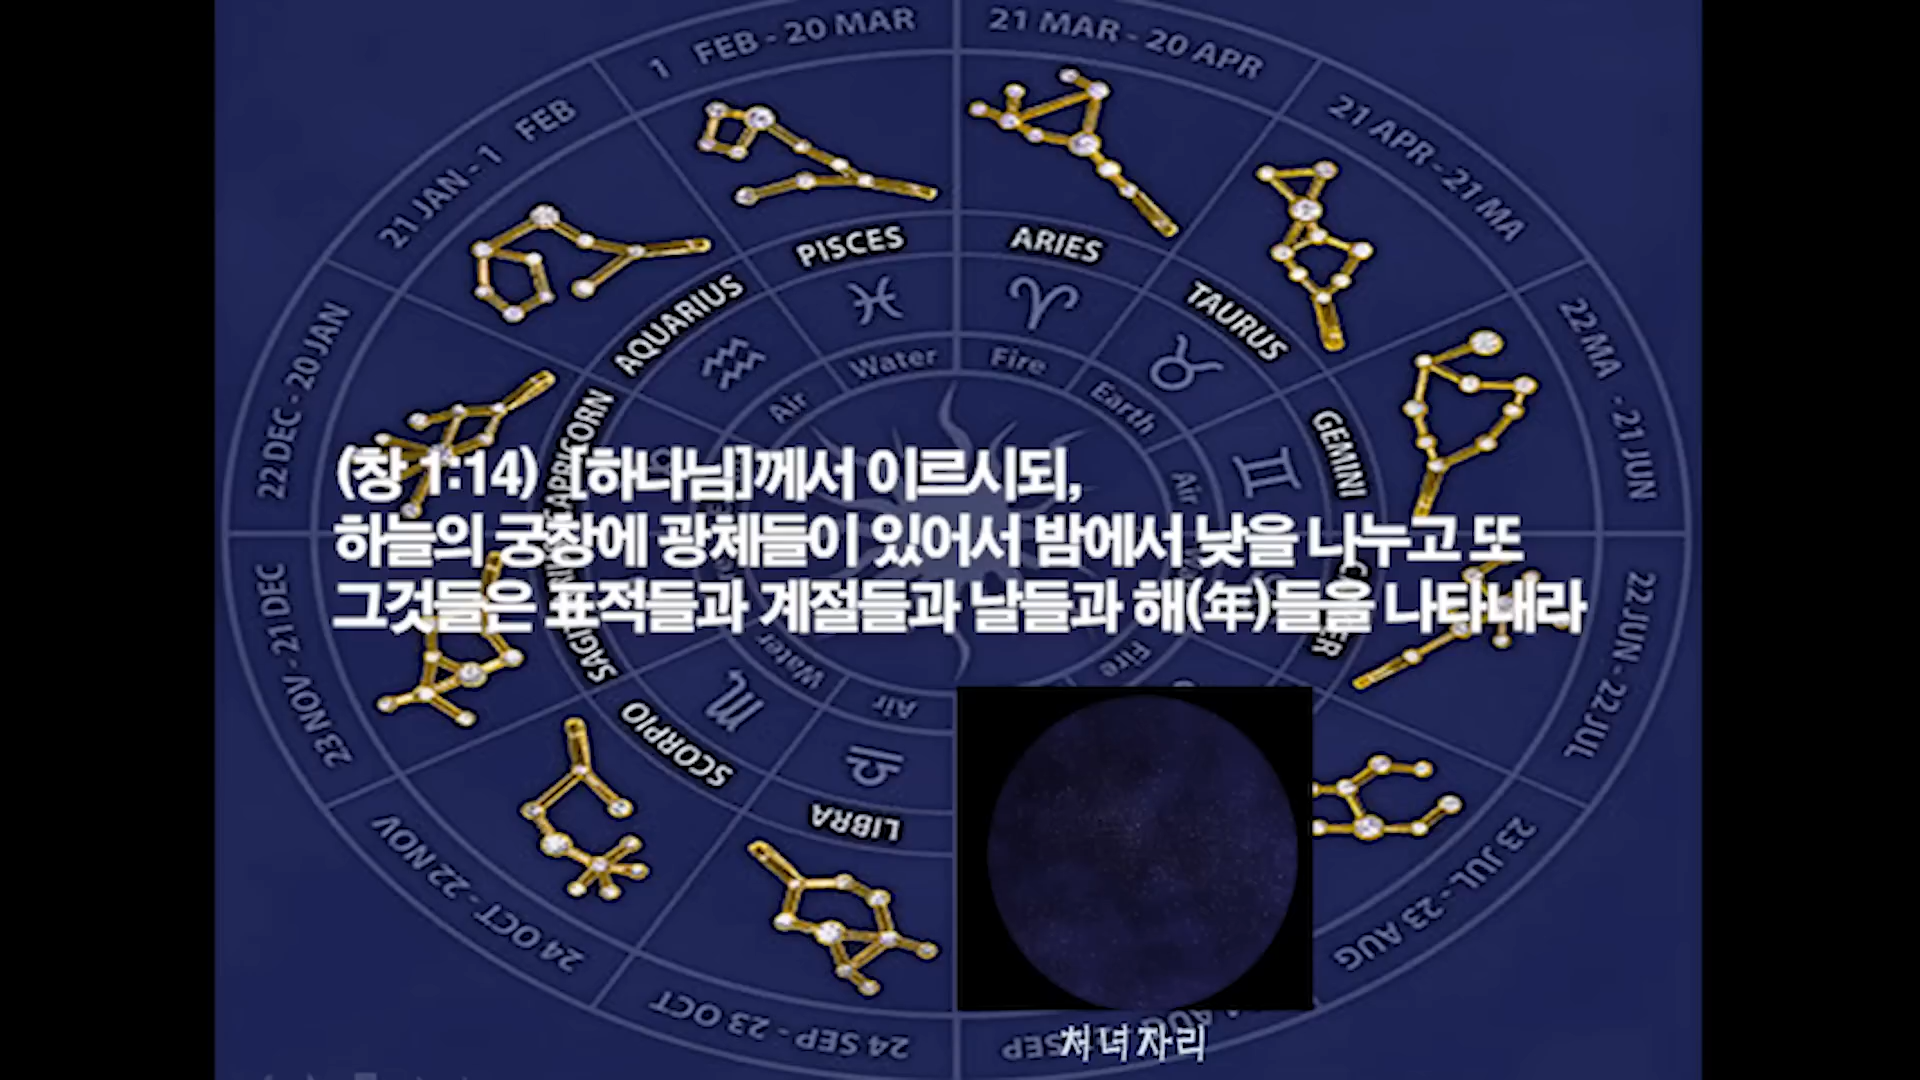 1 FEB - 20 MAR
21 MAR - 20 APR
21 JAN - 1 FEB
21 APR - 21 MA
PISCES
ARIES
AQUARIUS
TAURUS
22 DEC - 20 JAN
22 MA - 21 JUN
Water
Fire
Air
Earth
CAPRICORN
GEMINI
Air
(창 1:14) [하나님]께서 이르시되,
하늘의 궁창에 광체들이 있어서 밤에서 낮을 나누고 또
그것들은 표적들과 계절들과 날들과 해(年)들을 나타내라
23 NOV - 21 DEC
22 JUN - 22 JUL
Water
Air
Fire
SCORPIO
LIBRA
24 OCT - 22 NOV
23 JUL - 23 AUG
24 SEP - 23 OCT
AUG
SEP
처녀자리